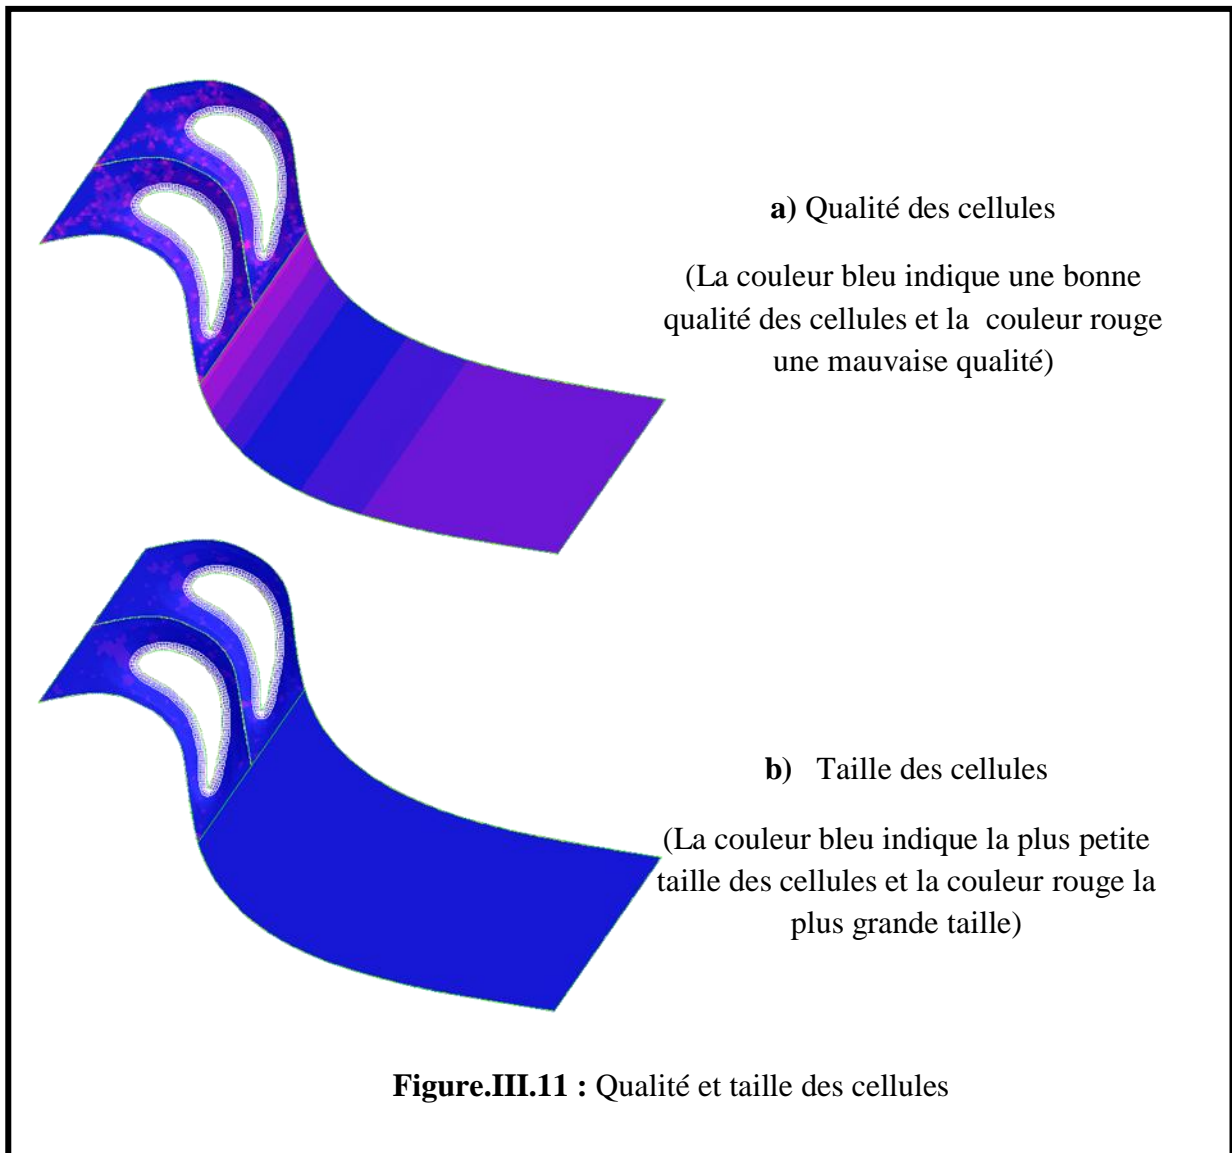 a) Qualité des cellules
(La couleur bleu indique une bonne
qualité des cellules et la couleur rouge
une mauvaise qualité)
b) Taille des cellules
(La couleur bleu indique la plus petite
taille des cellules et la couleur rouge la
plus grande taille)
Figure.III.11 : Qualité et taille des cellules